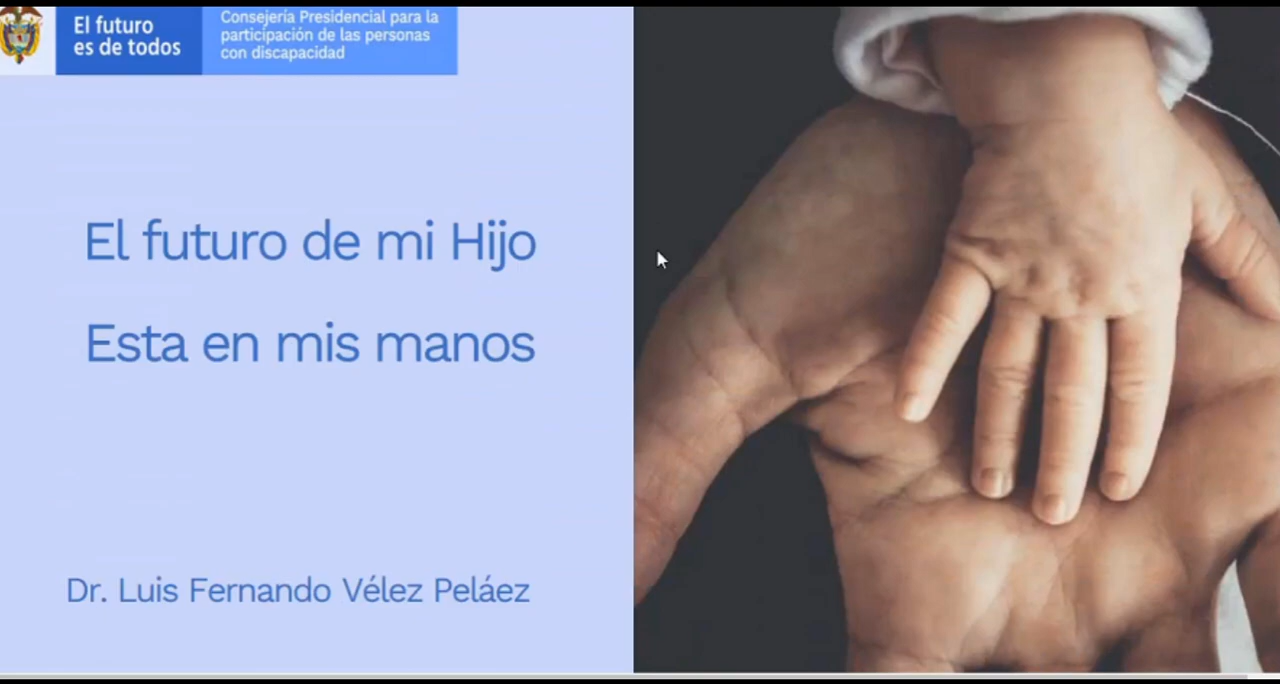 El futuro
es de todos
Consejería Presidencial para la
participación de las personas
con discapacidad
El futuro de mi Hijo
Esta en mis manos
Dr. Luis Fernando Vélez Peláez